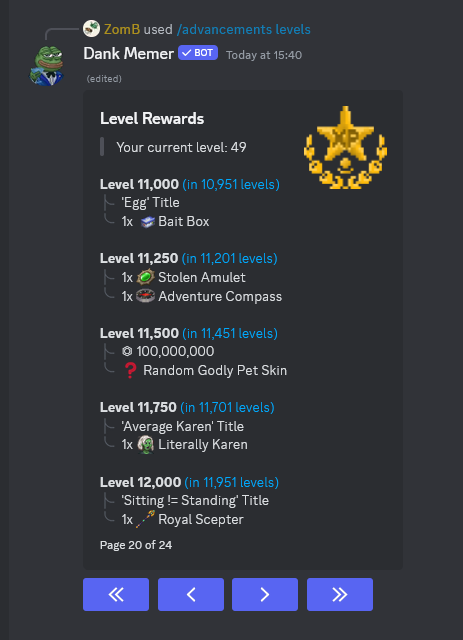 ZomB used /advancements levels
Dank Memer ✓ BOT Today at 15:40
(edited)
Level Rewards
XP
Your current level: 49
Level 11,000 (in 10,951 levels)
'Egg' Title
1x Bait Box
Level 11,250 (in 11,201 levels)
1x Stolen Amulet
1x Adventure Compass
Level 11,500 (in 11,451 levels)
⏣ 100,000,000
❓ Random Godly Pet Skin
Level 11,750 (in 11,701 levels)
'Average Karen' Title
1x Literally Karen
Level 12,000 (in 11,951 levels)
'Sitting != Standing' Title
1x Royal Scepter
Page 20 of 24